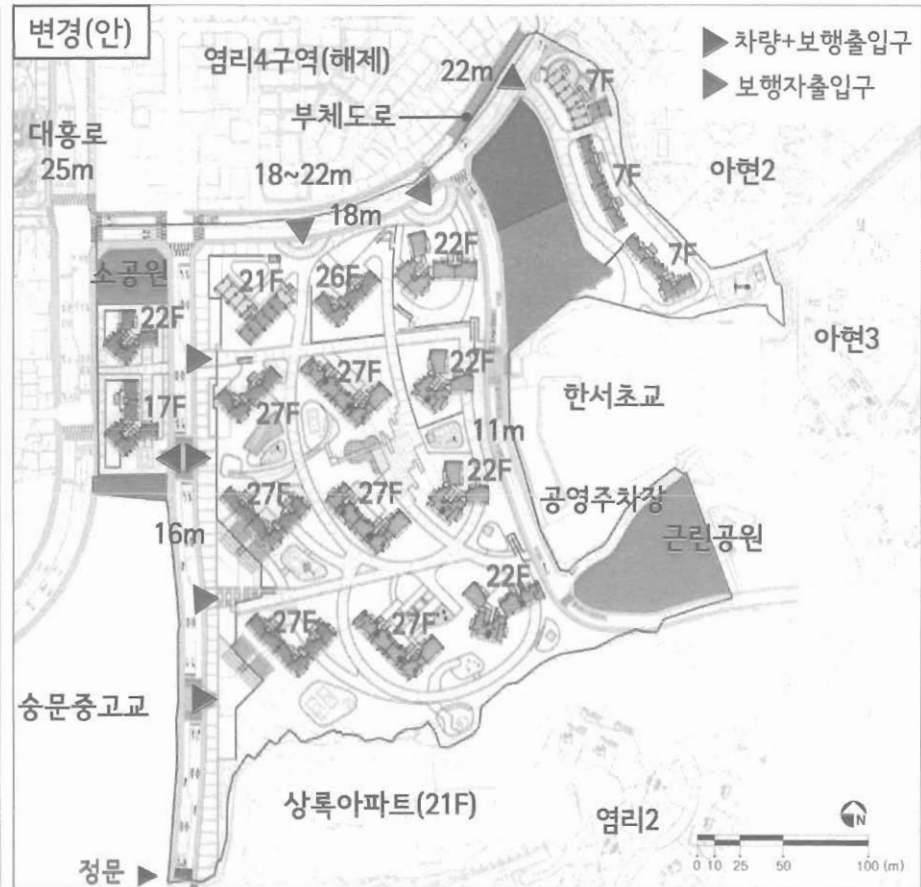 변경(안)
염리4구역(해제)
차량+보행출입구
보행자출입구
22m
7F
부체도로
대흥로
25m
18~22m
7F
아현2
18m
22F
7F
소공원
21F
26F
22F
아현3
27F
22F
한서초교
17F
27F
11m
22F
공영주차장
27F
27F
근린공원
16m
22F
27F
27F
숭문중고교
상록아파트(21F)
염리2
N
정문
0 10 25 50 100 (m)